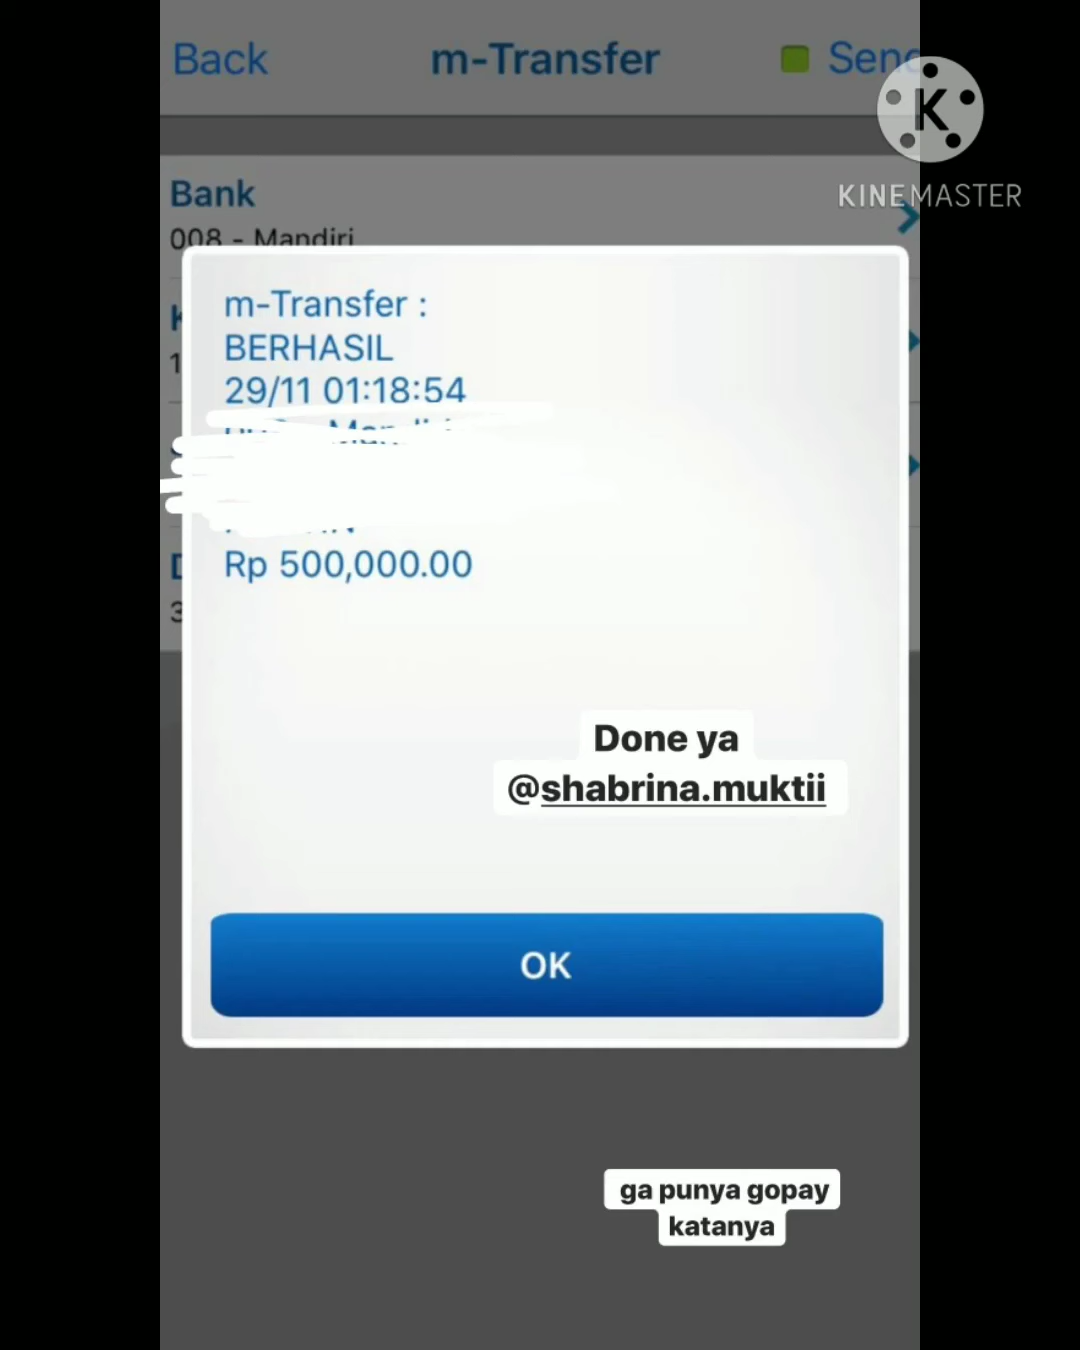 Back m-Transfer Send
K
KINEMASTER
Bank
008 - Mandiri
m-Transfer :
BERHASIL
29/11 01:18:54
Rp 500,000.00
Done ya
@shabrina.muktii
OK
ga punya gopay
katanya